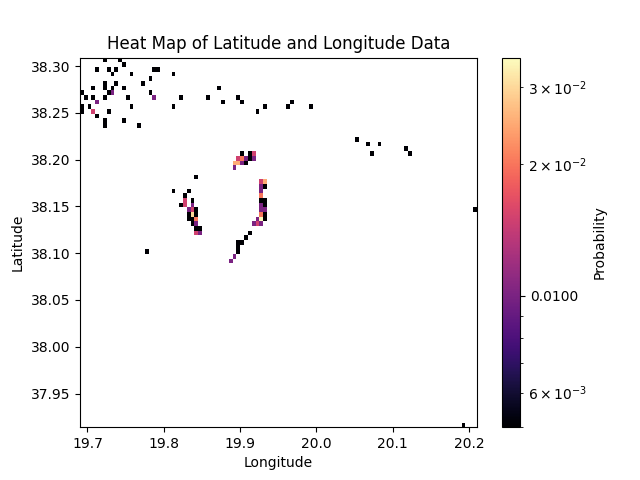 Heat Map of Latitude and Longitude Data
38.30
38.25
38.20
38.15
38.10
38.05
38.00
37.95
Latitude
19.7 19.8 19.9 20.0 20.1 20.2
Longitude
3 × 10⁻²
2 × 10⁻²
0.0100
6 × 10⁻³
Probability